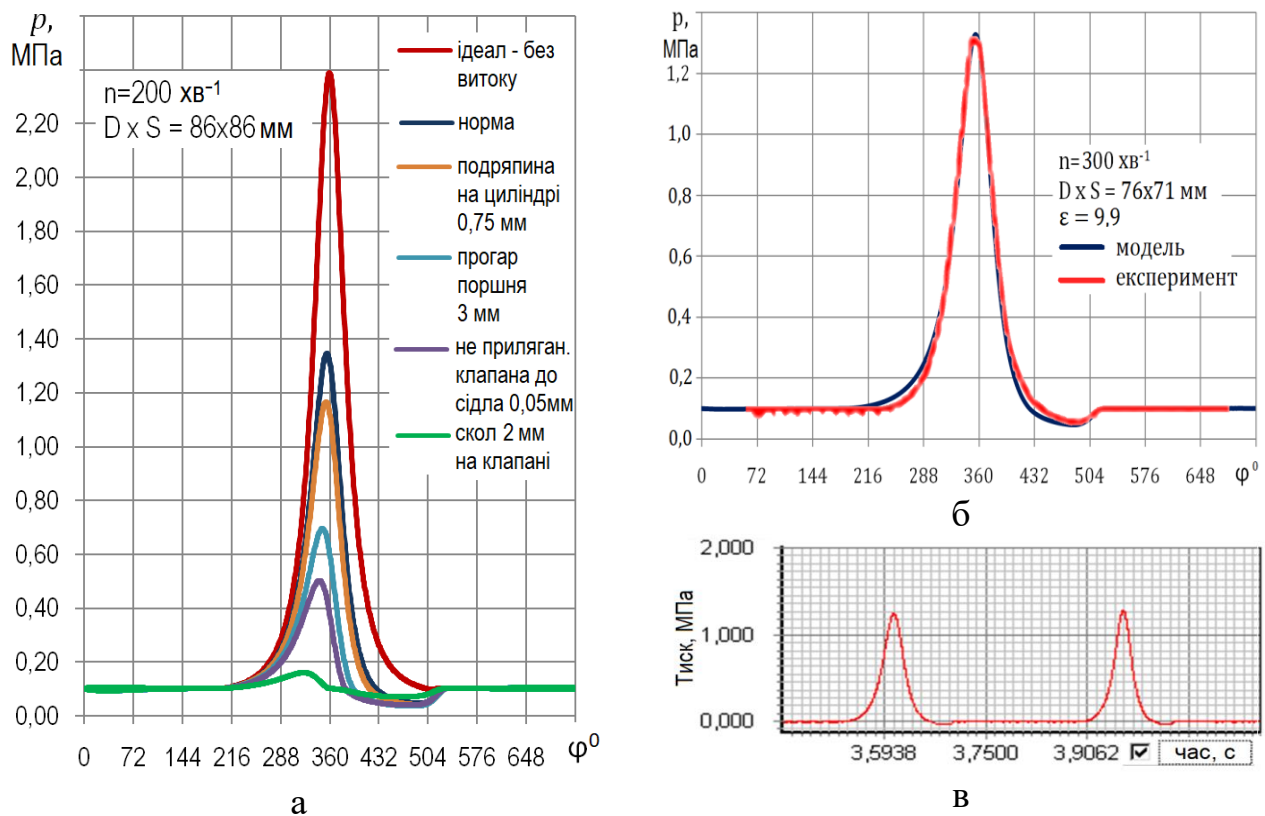 p,
МПа
2,20
2,00
1,80
1,60
1,40
1,20
1,00
0,80
0,60
0,40
0,20
0,00
n=200 хв⁻¹
D x S = 86x86 мм
ідеал - без
витоку
норма
подряпина
на циліндрі
0,75 мм
прогар
поршня
3 мм
не приляган.
клапана до
сідла 0,05мм
скол 2 мм
на клапані
0 72 144 216 288 360 432 504 576 648 φ⁰
а
p,
МПа
1,2
1,0
0,8
0,6
0,4
0,2
0,0
n=300 хв⁻¹
D x S = 76x71 мм
ε = 9,9
модель
експеримент
0 72 144 216 288 360 432 504 576 648 φ⁰
б
Тиск, МПа
2,000
1,000
0,000
3,5938 3,7500 3,9062 час, с
в